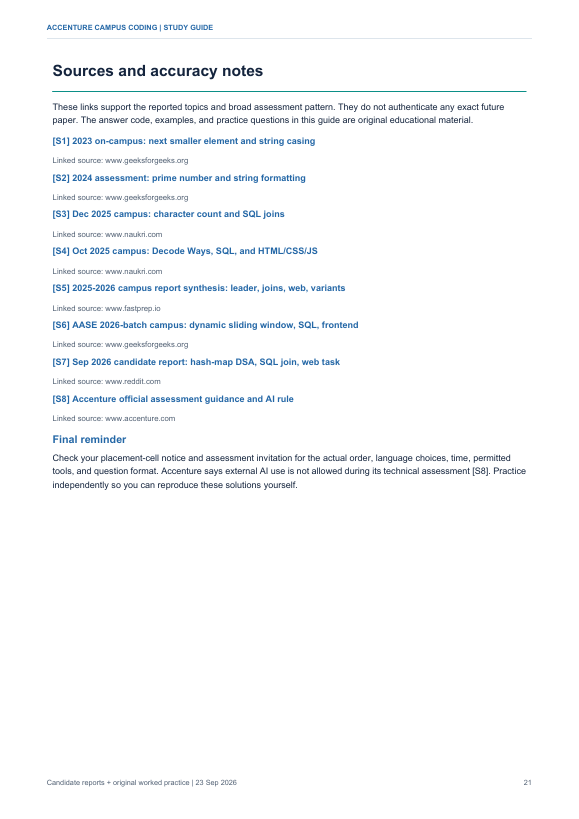 ACCENTURE CAMPUS CODING | STUDY GUIDE
Sources and accuracy notes
These links support the reported topics and broad assessment pattern. They do not authenticate any exact future
paper. The answer code, examples, and practice questions in this guide are original educational material.
[S1] 2023 on-campus: next smaller element and string casing
Linked source: www.geeksforgeeks.org
[S2] 2024 assessment: prime number and string formatting
Linked source: www.geeksforgeeks.org
[S3] Dec 2025 campus: character count and SQL joins
Linked source: www.naukri.com
[S4] Oct 2025 campus: Decode Ways, SQL, and HTML/CSS/JS
Linked source: www.naukri.com
[S5] 2025-2026 campus report synthesis: leader, joins, web, variants
Linked source: www.fastprep.io
[S6] AASE 2026-batch campus: dynamic sliding window, SQL, frontend
Linked source: www.geeksforgeeks.org
[S7] Sep 2026 candidate report: hash-map DSA, SQL join, web task
Linked source: www.reddit.com
[S8] Accenture official assessment guidance and AI rule
Linked source: www.accenture.com
Final reminder
Check your placement-cell notice and assessment invitation for the actual order, language choices, time, permitted
tools, and question format. Accenture says external AI use is not allowed during its technical assessment [S8]. Practice
independently so you can reproduce these solutions yourself.
Candidate reports + original worked practice | 23 Sep 2026
21